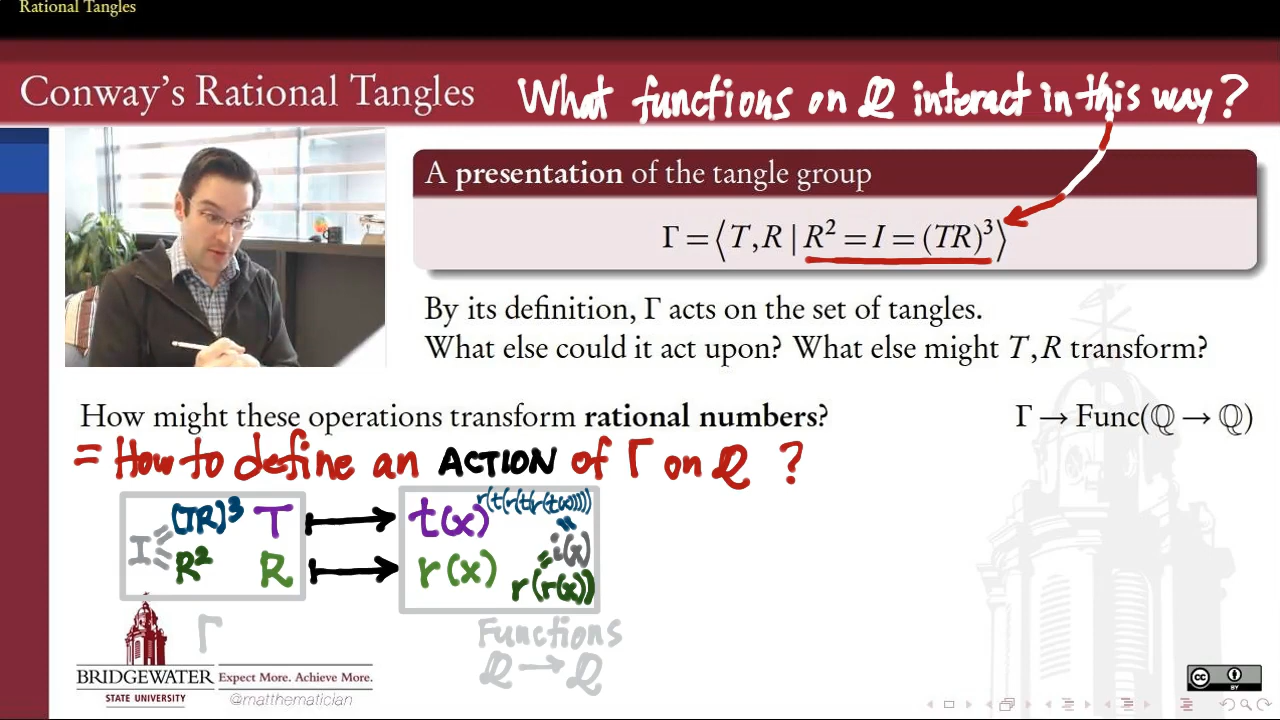 Rational Tangles
Conway's Rational Tangles
What functions on ℚ interact in this way?
A presentation of the tangle group
Γ = ⟨T, R | R² = I = (TR)³⟩
By its definition, Γ acts on the set of tangles.
What else could it act upon? What else might T, R transform?
How might these operations transform rational numbers?
Γ → Func(ℚ → ℚ)
= How to define an ACTION of Γ on ℚ ?
I = (TR)³ T ↦ t(x)
= R² R ↦ r(x)
i(x)
r(r(x))
Γ
Functions
ℚ → ℚ
BRIDGEWATER
STATE UNIVERSITY
Expect More. Achieve More.
@matthematician
CC BY